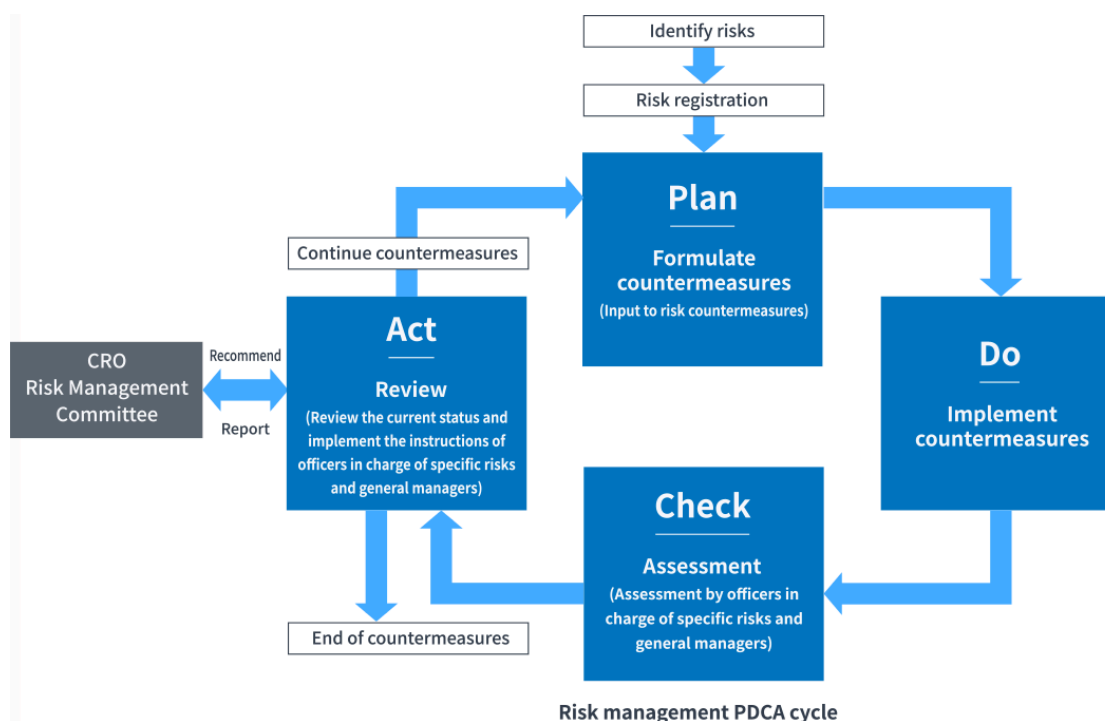 Identify risks
Risk registration
Plan
Formulate
countermeasures
(Input to risk countermeasures)
Continue countermeasures
Act
Review
(Review the current status and
implement the instructions of
officers in charge of specific risks
and general managers)
CRO
Risk Management
Committee
Recommend
Report
Do
Implement
countermeasures
Check
Assessment
(Assessment by officers in
charge of specific risks and
general managers)
End of countermeasures
Risk management PDCA cycle